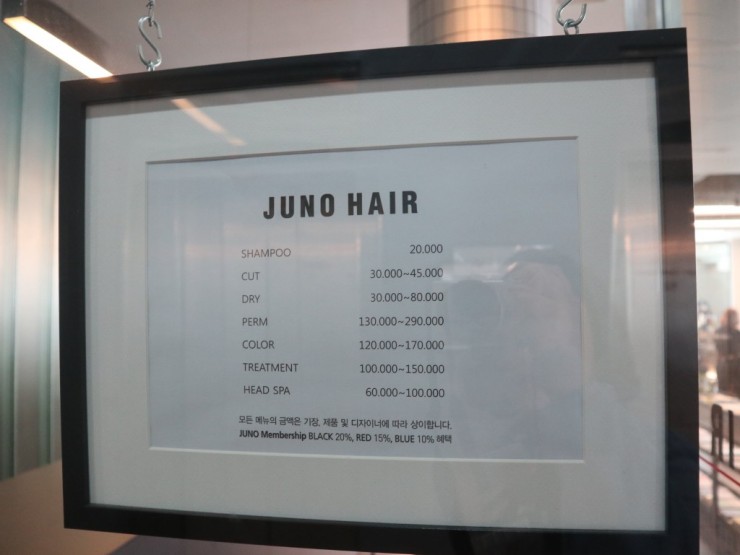 JUNO HAIR
SHAMPOO 20.000
CUT 30.000~45.000
DRY 30.000~80.000
PERM 130.000~290.000
COLOR 120.000~170.000
TREATMENT 100.000~150.000
HEAD SPA 60.000~100.000
모든 메뉴의 금액은 기장, 제품 및 디자이너에 따라 상이합니다.
JUNO Membership BLACK 20%, RED 15%, BLUE 10% 혜택